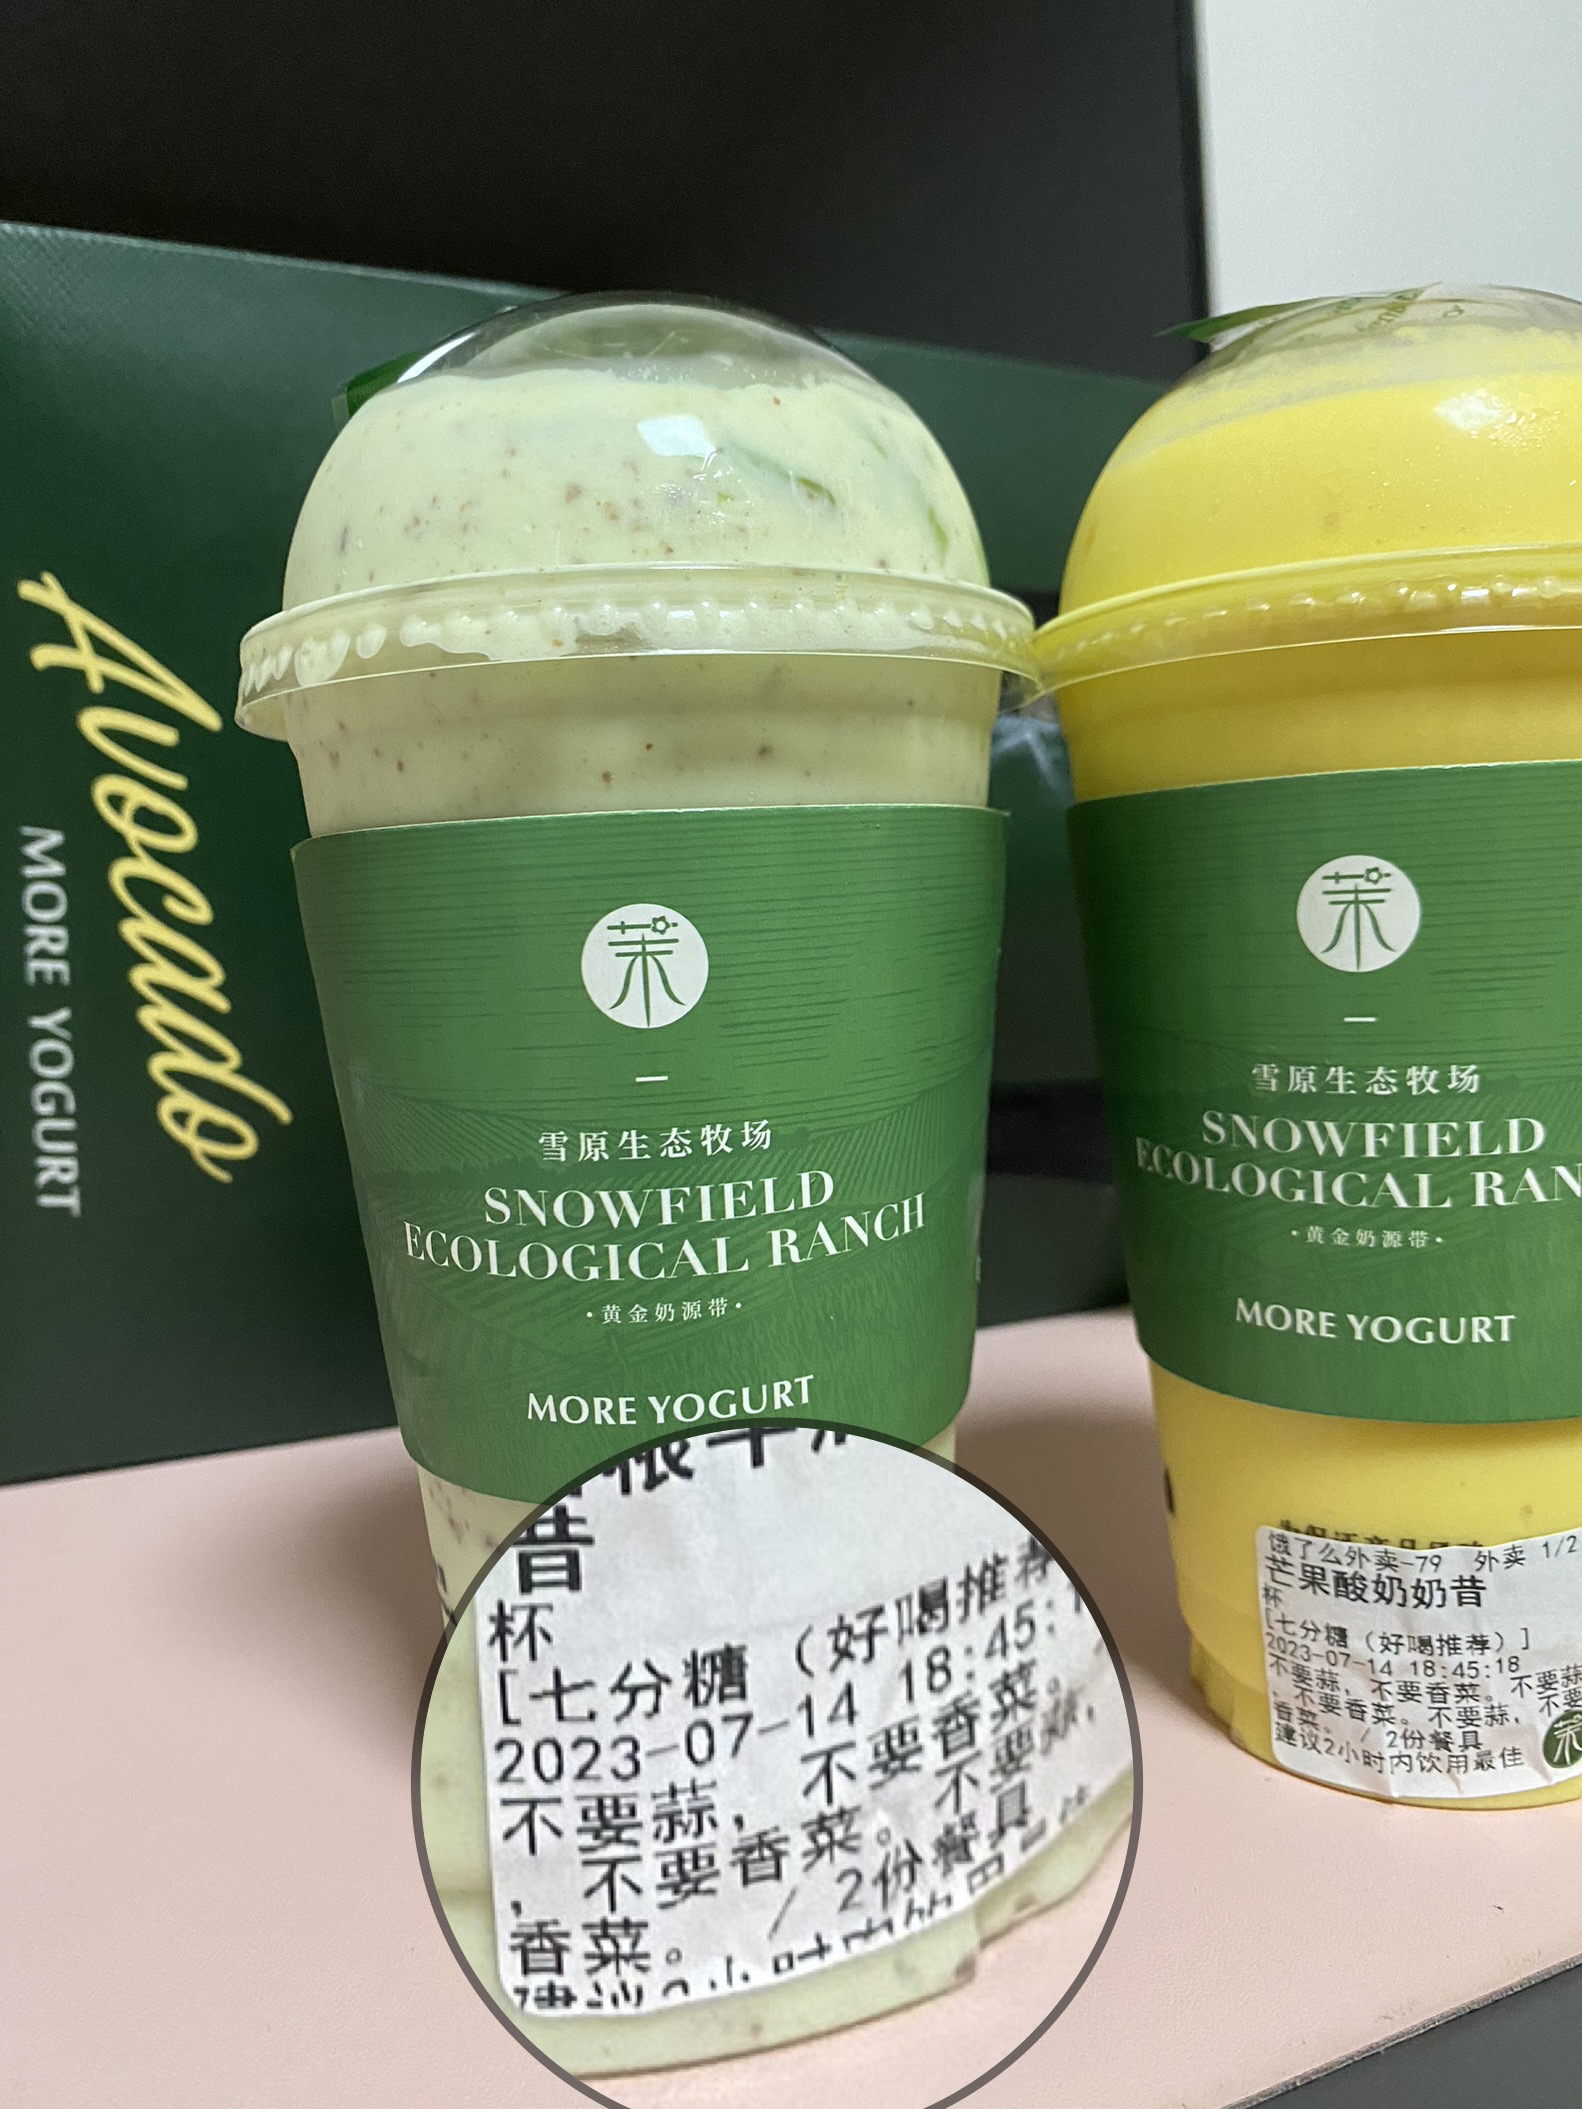 Avocado
MORE YOGURT
茉
雪原生态牧场
SNOWFIELD
ECOLOGICAL RANCH
·黄金奶源带·
MORE YOGURT
昔
杯
[七分糖（好喝推荐
2023-07-14 18:45:
不要蒜，不要香菜。
，不要香菜。不要蒜，
香菜。 / 2份餐具
茉
雪原生态牧场
SNOWFIELD
ECOLOGICAL RAN
·黄金奶源带·
MORE YOGURT
饿了么外卖-79 外卖 1/2
芒果酸奶奶昔
杯
[七分糖（好喝推荐）]
2023-07-14 18:45:18
不要蒜，不要香菜。不要蒜
，不要香菜。不要蒜，不要
香菜。 / 2份餐具
建议2小时内饮用最佳
茉